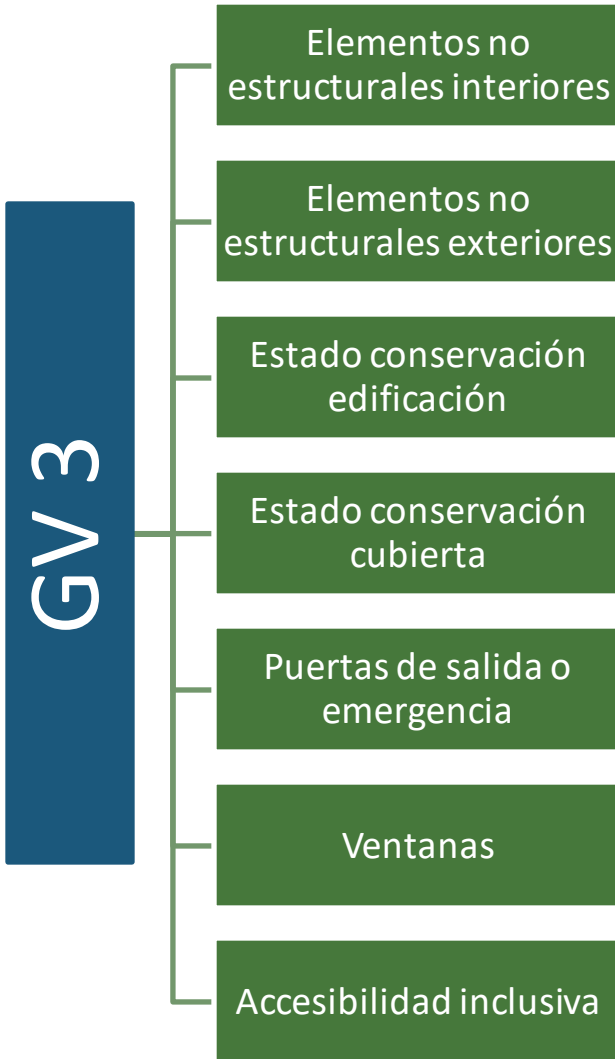 GV 3
Elementos no
estructurales interiores
Elementos no
estructurales exteriores
Estado conservación
edificación
Estado conservación
cubierta
Puertas de salida o
emergencia
Ventanas
Accesibilidad inclusiva